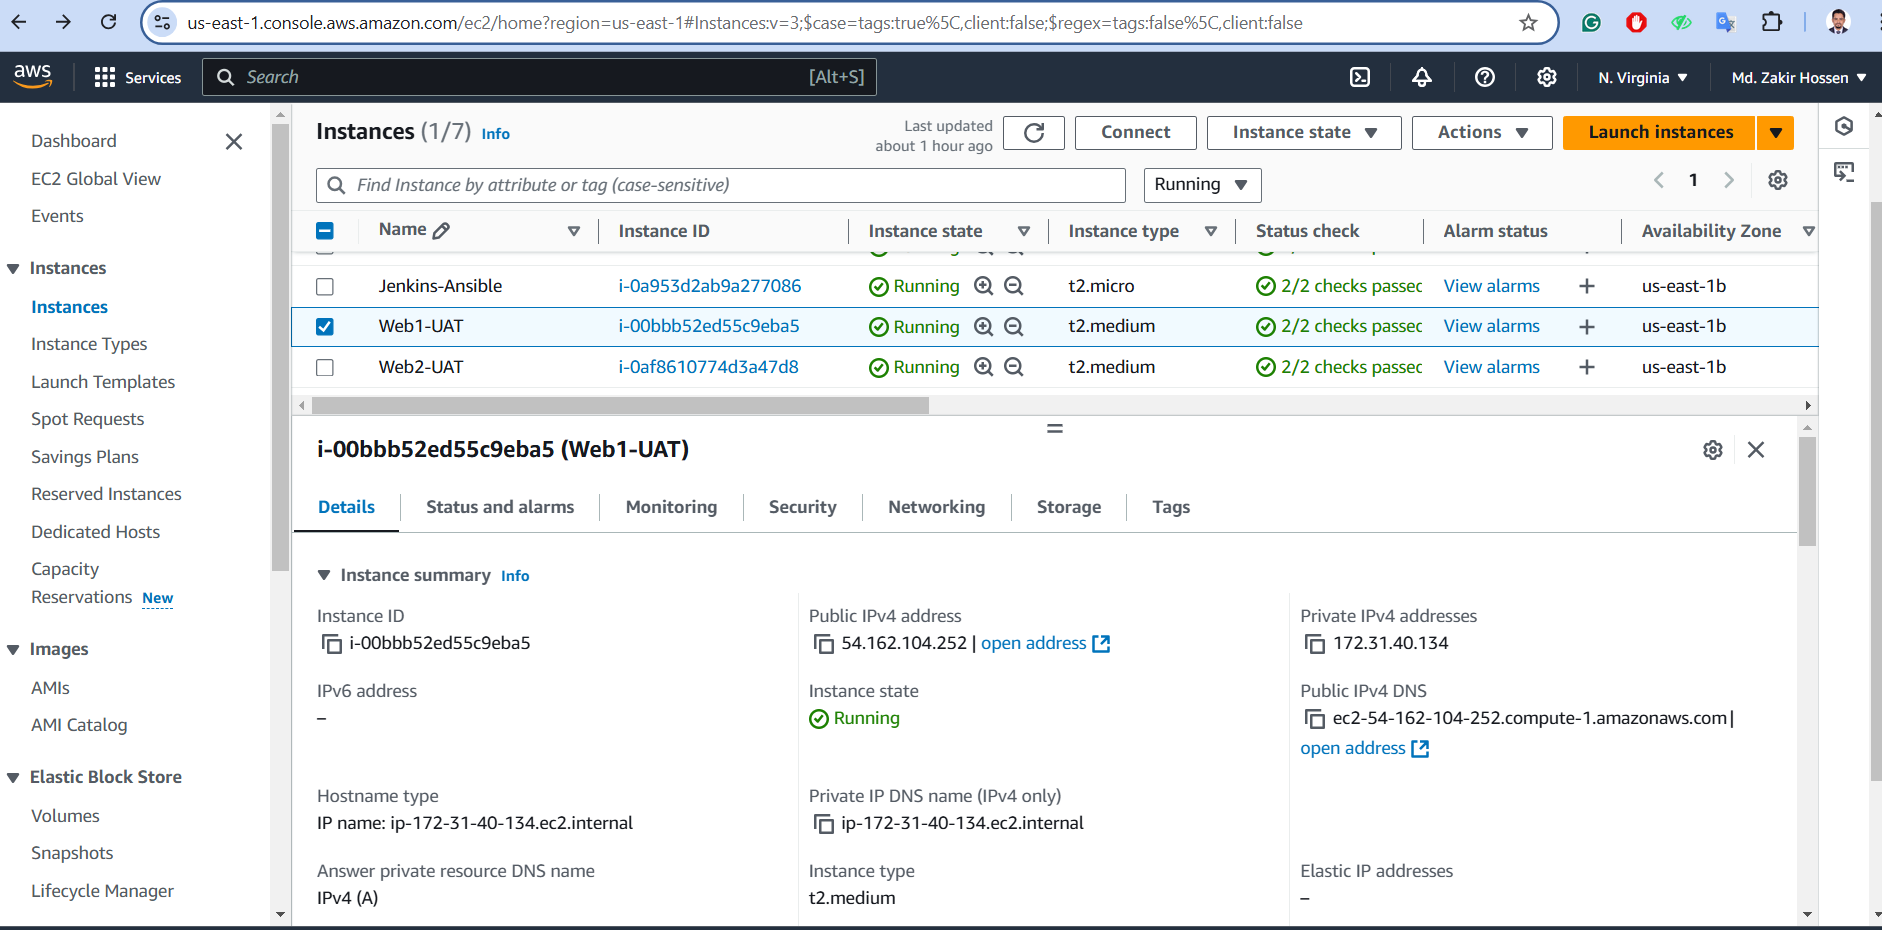 us-east-1.console.aws.amazon.com/ec2/home?region=us-east-1#Instances:v=3;$case=tags:true%5C,client:false;$regex=tags:false%5C,client:false
aws Services Search [Alt+S] N. Virginia Md. Zakir Hossen
Dashboard
EC2 Global View
Events
Instances
Instances
Instance Types
Launch Templates
Spot Requests
Savings Plans
Reserved Instances
Dedicated Hosts
Capacity
Reservations New
Images
AMIs
AMI Catalog
Elastic Block Store
Volumes
Snapshots
Lifecycle Manager
Instances (1/7) Info
Last updated
about 1 hour ago
Connect Instance state Actions Launch instances
Find Instance by attribute or tag (case-sensitive) Running 1
Name Instance ID Instance state Instance type Status check Alarm status Availability Zone
Jenkins-Ansible i-0a953d2ab9a277086 Running t2.micro 2/2 checks passec View alarms + us-east-1b
Web1-UAT i-00bbb52ed55c9eba5 Running t2.medium 2/2 checks passec View alarms + us-east-1b
Web2-UAT i-0af8610774d3a47d8 Running t2.medium 2/2 checks passec View alarms + us-east-1b
i-00bbb52ed55c9eba5 (Web1-UAT)
Details Status and alarms Monitoring Security Networking Storage Tags
Instance summary Info
Instance ID
i-00bbb52ed55c9eba5
Public IPv4 address
54.162.104.252 | open address
Private IPv4 addresses
172.31.40.134
IPv6 address
–
Instance state
Running
Public IPv4 DNS
ec2-54-162-104-252.compute-1.amazonaws.com |
open address
Hostname type
IP name: ip-172-31-40-134.ec2.internal
Private IP DNS name (IPv4 only)
ip-172-31-40-134.ec2.internal
Answer private resource DNS name
IPv4 (A)
Instance type
t2.medium
Elastic IP addresses
–